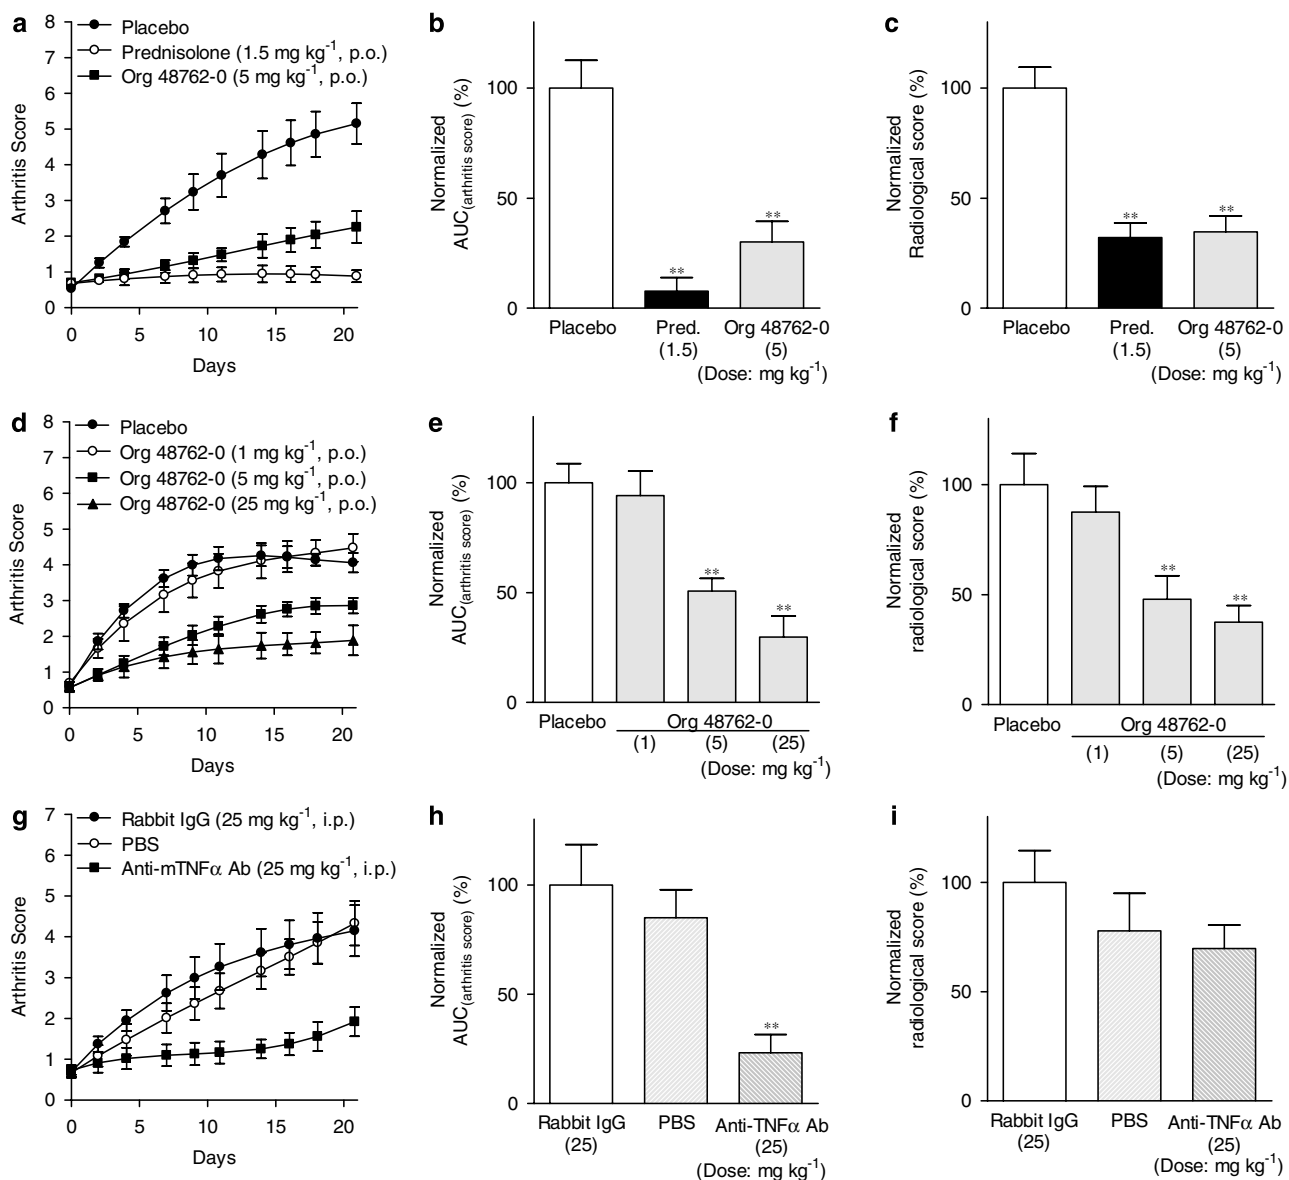 a
8
7
6
5
4
3
2
1
0
Arthritis Score
Placebo
Prednisolone (1.5 mg kg⁻¹, p.o.)
Org 48762-0 (5 mg kg⁻¹, p.o.)
0 5 10 15 20
Days
b
Normalized
AUC(arthritis score) (%)
100
50
0
**
**
Placebo Pred. Org 48762-0
(1.5) (5)
(Dose: mg kg⁻¹)
c
Normalized
Radiological score (%)
100
50
0
**
**
Placebo Pred. Org 48762-0
(1.5) (5)
(Dose: mg kg⁻¹)
d
8
7
6
5
4
3
2
1
0
Arthritis Score
Placebo
Org 48762-0 (1 mg kg⁻¹, p.o.)
Org 48762-0 (5 mg kg⁻¹, p.o.)
Org 48762-0 (25 mg kg⁻¹, p.o.)
0 5 10 15 20
Days
e
Normalized
AUC(arthritis score) (%)
100
50
0
**
**
Placebo Org 48762-0
(1) (5) (25)
(Dose: mg kg⁻¹)
f
Normalized
radiological score (%)
100
50
0
**
**
Placebo Org 48762-0
(1) (5) (25)
(Dose: mg kg⁻¹)
g
7
6
5
4
3
2
1
0
Arthritis Score
Rabbit IgG (25 mg kg⁻¹, i.p.)
PBS
Anti-mTNFα Ab (25 mg kg⁻¹, i.p.)
0 5 10 15 20
Days
h
Normalized
AUC(arthritis score) (%)
100
50
0
**
Rabbit IgG PBS Anti-TNFα Ab
(25) (25)
(Dose: mg kg⁻¹)
i
Normalized
radiological score (%)
100
50
0
Rabbit IgG PBS Anti-TNFα Ab
(25) (25)
(Dose: mg kg⁻¹)